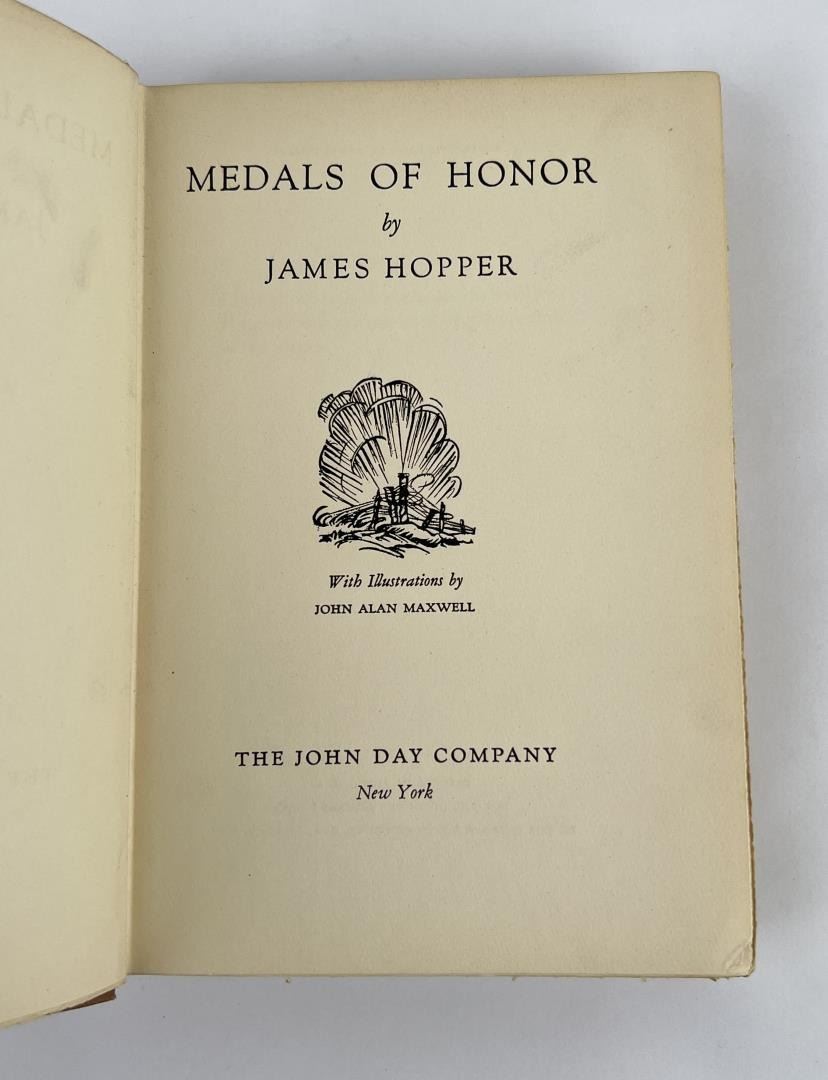 MEDALS OF HONOR
by
JAMES HOPPER
With Illustrations by
JOHN ALAN MAXWELL
THE JOHN DAY COMPANY
New York